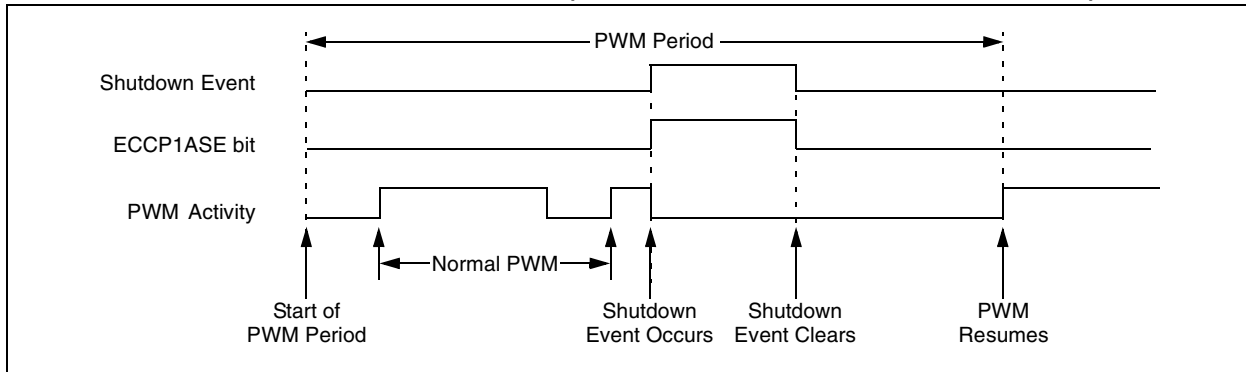 PWM Period
Shutdown Event
ECCP1ASE bit
PWM Activity
Normal PWM
Start of
PWM Period
Shutdown
Event Occurs
Shutdown
Event Clears
PWM
Resumes